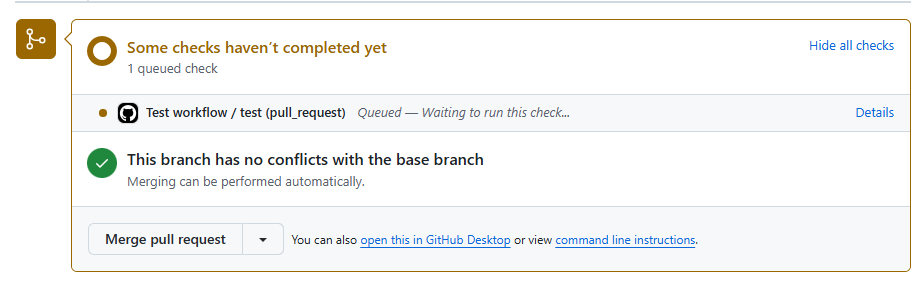 Some checks haven’t completed yet
Hide all checks
1 queued check
Test workflow / test (pull_request) Queued — Waiting to run this check... Details
This branch has no conflicts with the base branch
Merging can be performed automatically.
Merge pull request You can also open this in GitHub Desktop or view command line instructions.